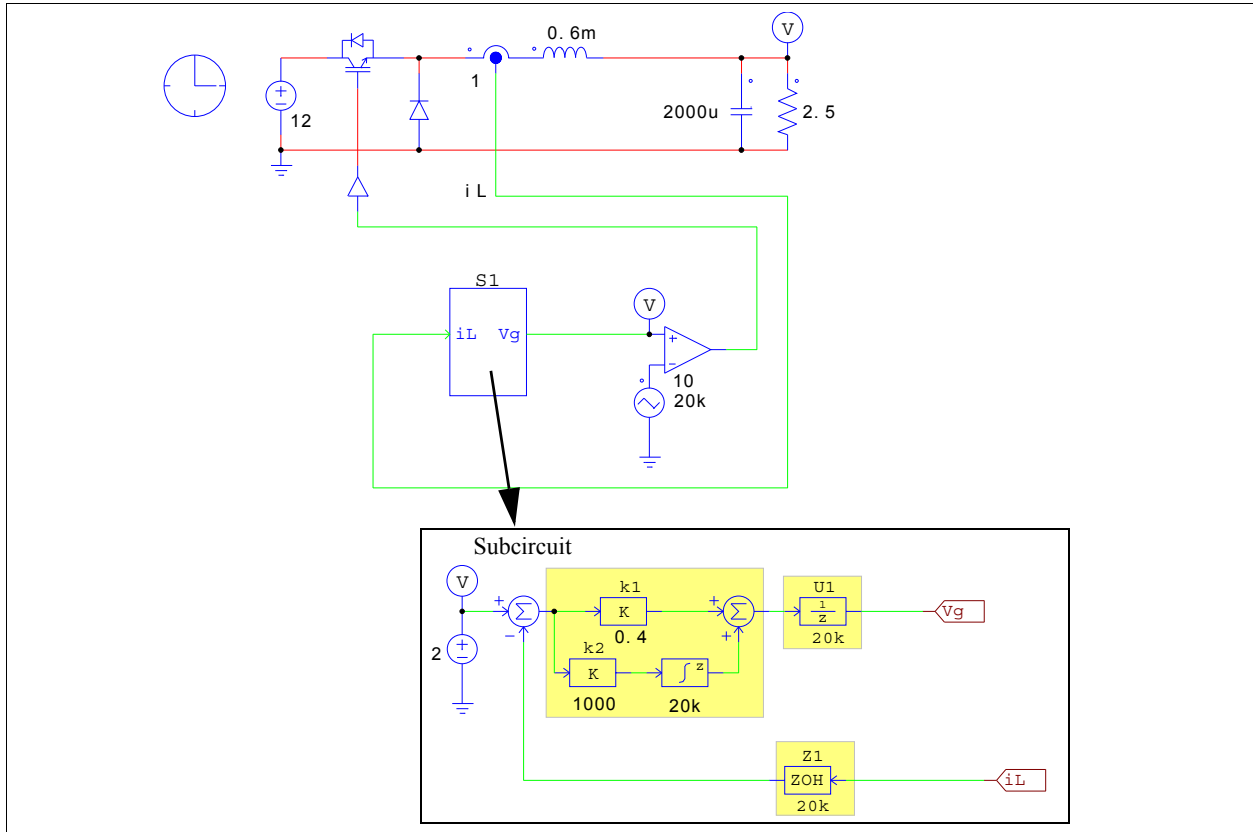 V
0.6m
1
12
2000u
2.5
iL
S1
iL Vg
V
10
20k
Subcircuit
V
2
Σ
k1
K
0.4
k2
K
1000
∫ z
20k
Σ
U1
1/z
20k
Vg
Z1
ZOH
20k
iL